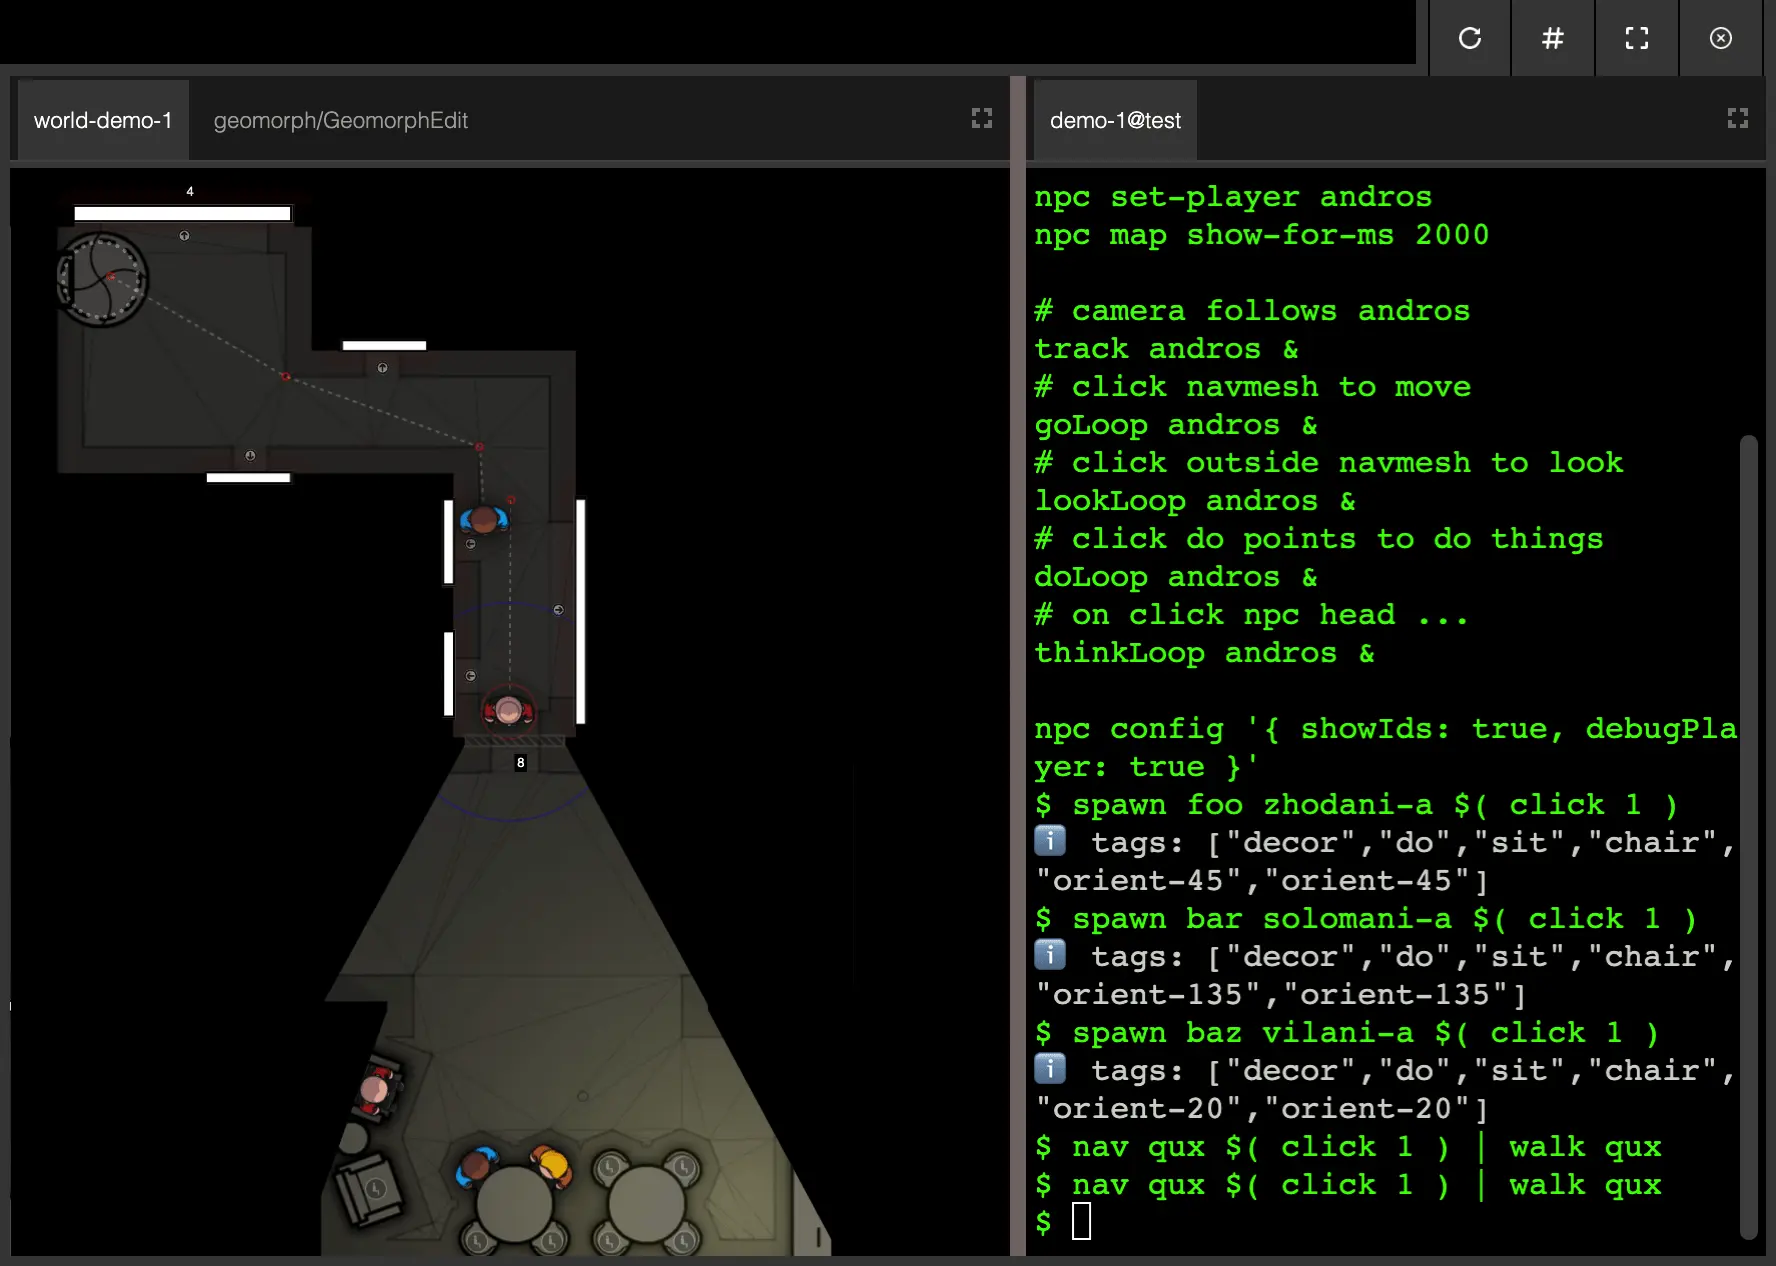 world-demo-1
geomorph/GeomorphEdit
demo-1@test
4
8
npc set-player andros
npc map show-for-ms 2000
# camera follows andros
track andros &
# click navmesh to move
goLoop andros &
# click outside navmesh to look
lookLoop andros &
# click do points to do things
doLoop andros &
# on click npc head ...
thinkLoop andros &
npc config '{ showIds: true, debugPla
yer: true }'
$ spawn foo zhodani-a $( click 1 )
ℹ️ tags: ["decor","do","sit","chair",
"orient-45","orient-45"]
$ spawn bar solomani-a $( click 1 )
ℹ️ tags: ["decor","do","sit","chair",
"orient-135","orient-135"]
$ spawn baz vilani-a $( click 1 )
ℹ️ tags: ["decor","do","sit","chair",
"orient-20","orient-20"]
$ nav qux $( click 1 ) | walk qux
$ nav qux $( click 1 ) | walk qux
$